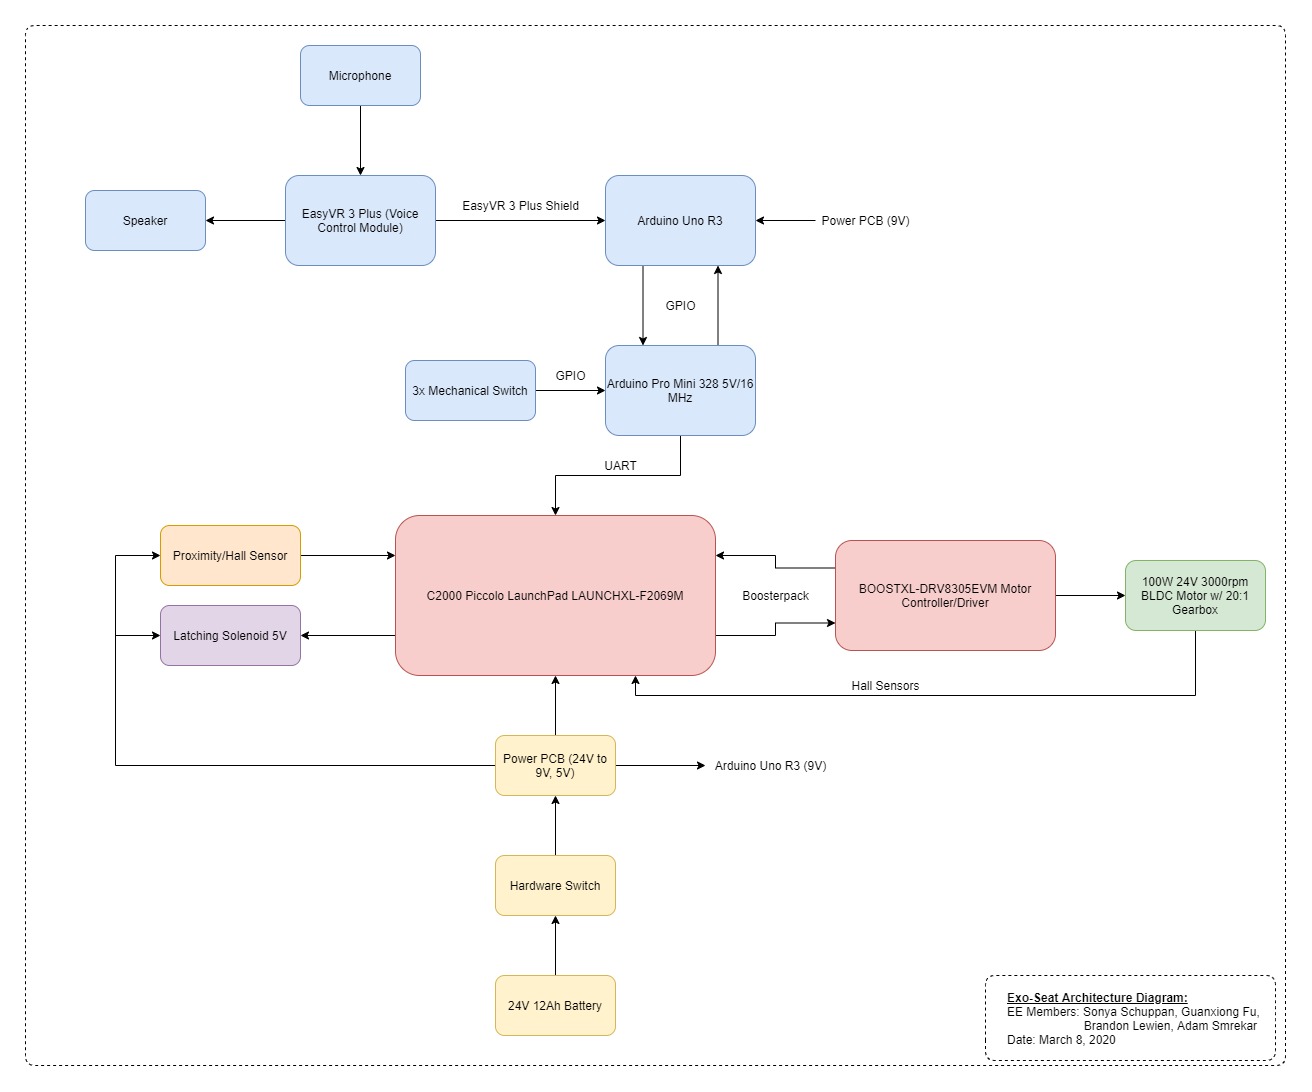 Microphone
Speaker
EasyVR 3 Plus (Voice
Control Module)
EasyVR 3 Plus Shield
Arduino Uno R3
Power PCB (9V)
GPIO
3x Mechanical Switch
GPIO
Arduino Pro Mini 328 5V/16
MHz
UART
Proximity/Hall Sensor
Latching Solenoid 5V
C2000 Piccolo LaunchPad LAUNCHXL-F2069M
Boosterpack
BOOSTXL-DRV8305EVM Motor
Controller/Driver
100W 24V 3000rpm
BLDC Motor w/ 20:1
Gearbox
Hall Sensors
Power PCB (24V to
9V, 5V)
Arduino Uno R3 (9V)
Hardware Switch
24V 12Ah Battery
Exo-Seat Architecture Diagram:
EE Members: Sonya Schuppan, Guanxiong Fu,
Brandon Lewien, Adam Smrekar
Date: March 8, 2020